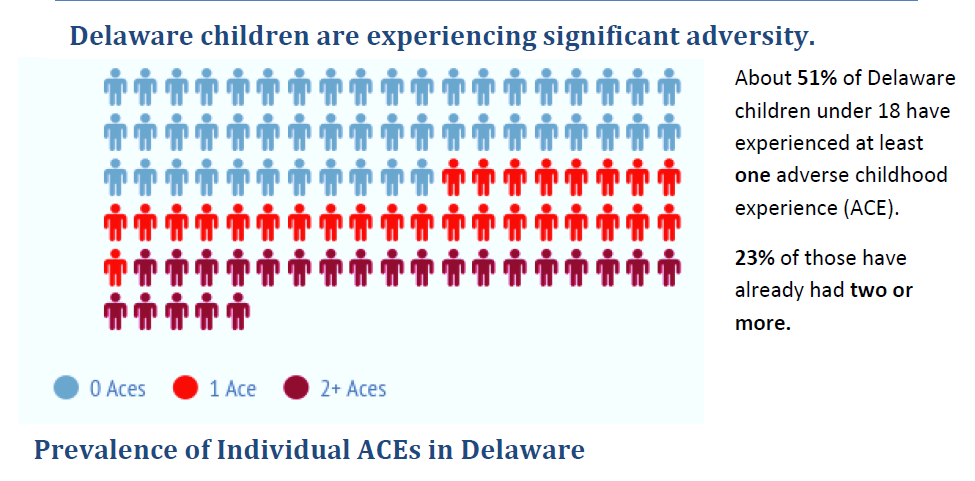 Delaware children are experiencing significant adversity.
About 51% of Delaware
children under 18 have
experienced at least
one adverse childhood
experience (ACE).
23% of those have
already had two or
more.
0 Aces
1 Ace
2+ Aces
Prevalence of Individual ACEs in Delaware